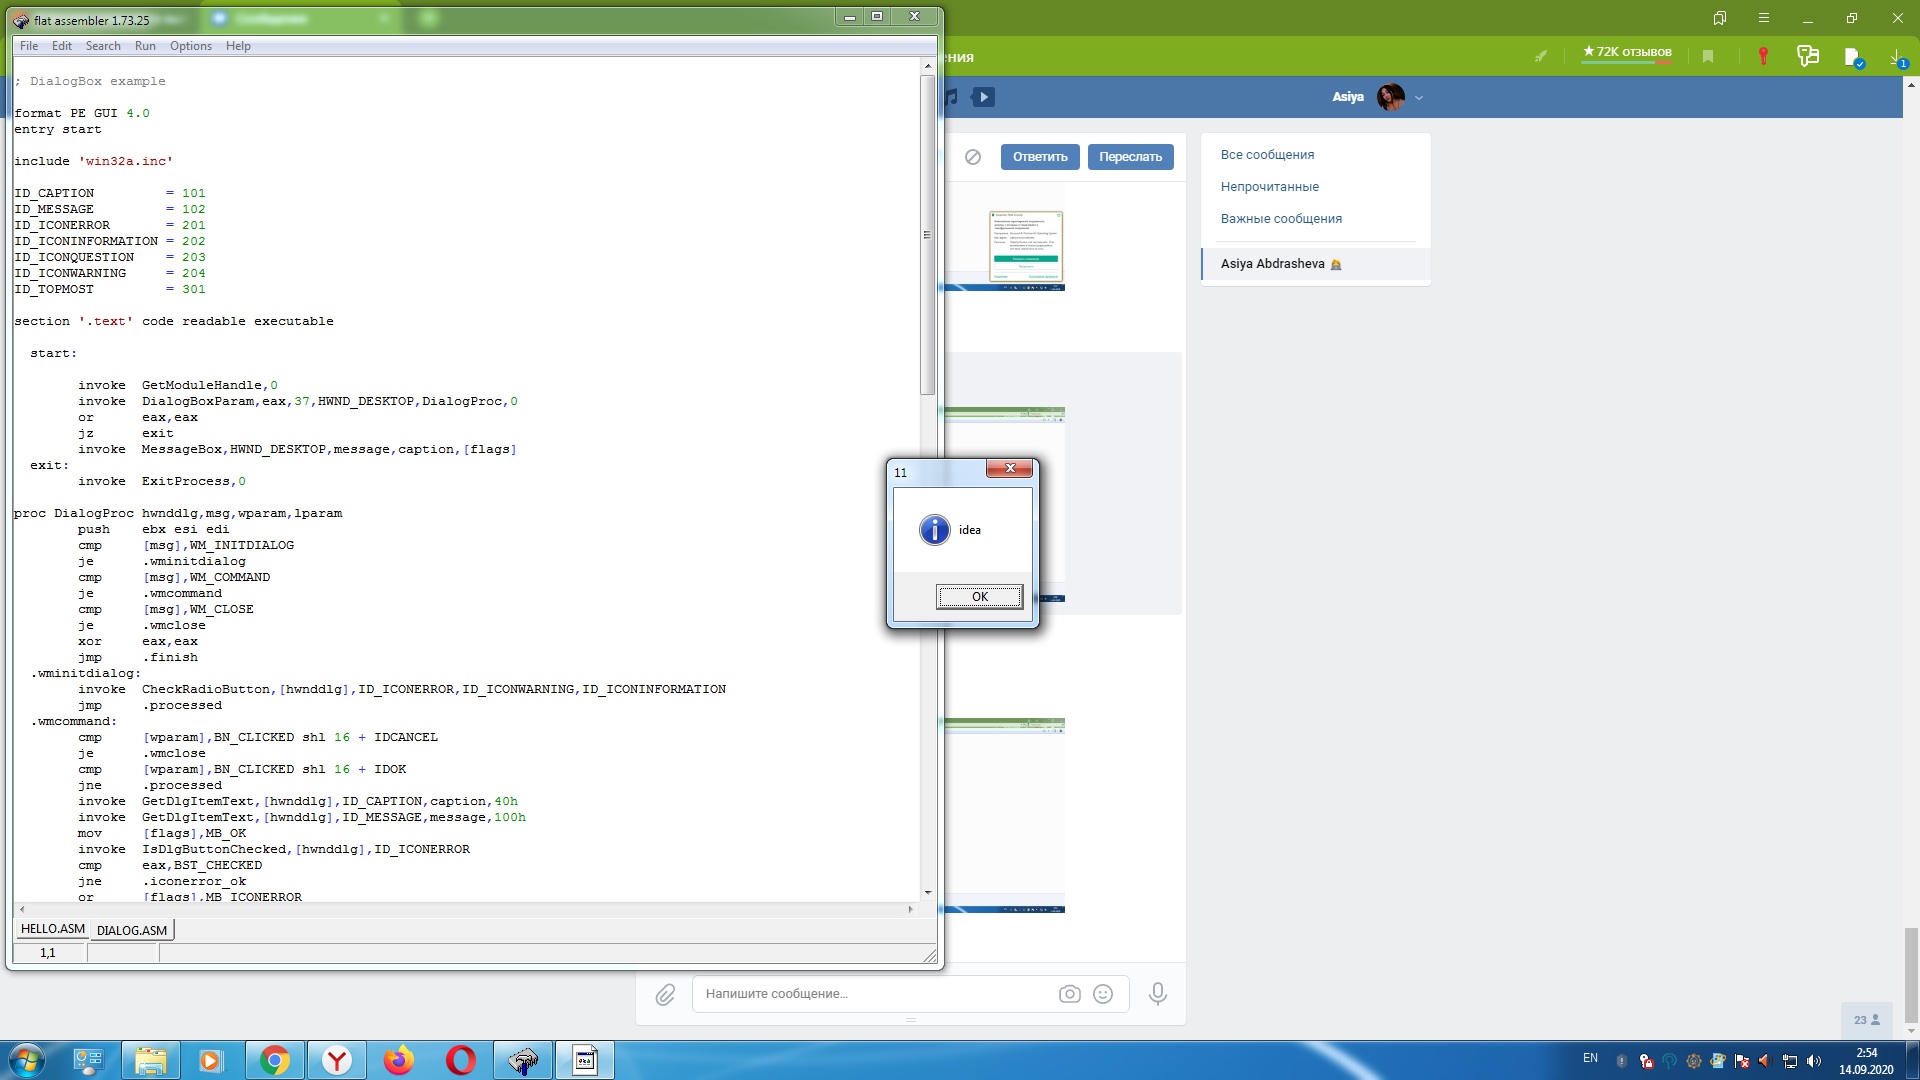 flat assembler 1.73.25
File Edit Search Run Options Help
; DialogBox example
format PE GUI 4.0
entry start
include 'win32a.inc'
ID_CAPTION = 101
ID_MESSAGE = 102
ID_ICONERROR = 201
ID_ICONINFORMATION = 202
ID_ICONQUESTION = 203
ID_ICONWARNING = 204
ID_TOPMOST = 301
section '.text' code readable executable
start:
invoke GetModuleHandle,0
invoke DialogBoxParam,eax,37,HWND_DESKTOP,DialogProc,0
or eax,eax
jz exit
invoke MessageBox,HWND_DESKTOP,message,caption,[flags]
exit:
invoke ExitProcess,0
proc DialogProc hwnddlg,msg,wparam,lparam
push ebx esi edi
cmp [msg],WM_INITDIALOG
je .wminitdialog
cmp [msg],WM_COMMAND
je .wmcommand
cmp [msg],WM_CLOSE
je .wmclose
xor eax,eax
jmp .finish
.wminitdialog:
invoke CheckRadioButton,[hwnddlg],ID_ICONERROR,ID_ICONWARNING,ID_ICONINFORMATION
jmp .processed
.wmcommand:
cmp [wparam],BN_CLICKED shl 16 + IDCANCEL
je .wmclose
cmp [wparam],BN_CLICKED shl 16 + IDOK
jne .processed
invoke GetDlgItemText,[hwnddlg],ID_CAPTION,caption,40h
invoke GetDlgItemText,[hwnddlg],ID_MESSAGE,message,100h
mov [flags],MB_OK
invoke IsDlgButtonChecked,[hwnddlg],ID_ICONERROR
cmp eax,BST_CHECKED
jne .iconerror_ok
or [flags],MB_ICONERROR
HELLO.ASM DIALOG.ASM
1,1
11
idea
OK
ения
★ 72K отзывов
1
Asiya
Ответить Переслать
Все сообщения
Непрочитанные
Важные сообщения
Asiya Abdrasheva
Напишите сообщение...
23
EN
2:54
14.09.2020